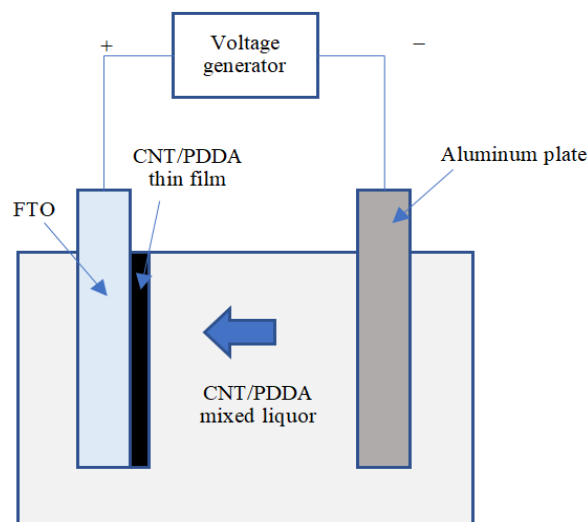 +
Voltage
generator
–
CNT/PDDA
thin film
Aluminum plate
FTO
CNT/PDDA
mixed liquor